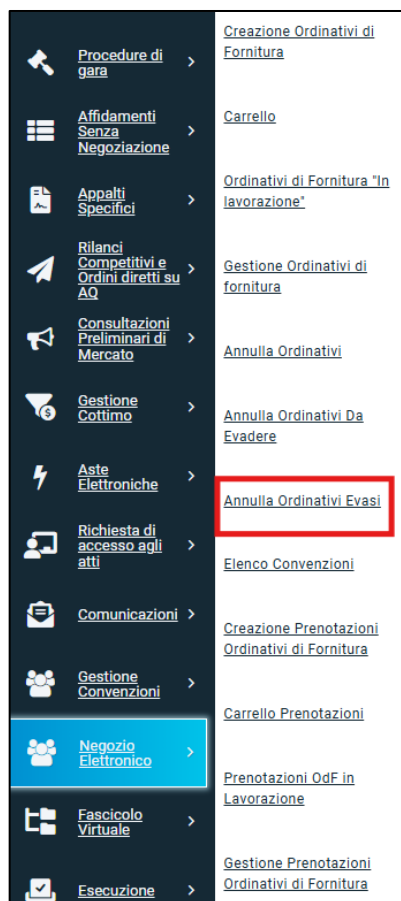 Procedure di
gara
Affidamenti
Senza
Negoziazione
Appalti
Specifici
Rilanci
Competitivi e
Ordini diretti su
AQ
Consultazioni
Preliminari di
Mercato
Gestione
Cottimo
Aste
Elettroniche
Richiesta di
accesso agli
atti
Comunicazioni
Gestione
Convenzioni
Negozio
Elettronico
Fascicolo
Virtuale
Esecuzione
Creazione Ordinativi di
Fornitura
Carrello
Ordinativi di Fornitura "In
lavorazione"
Gestione Ordinativi di
fornitura
Annulla Ordinativi
Annulla Ordinativi Da
Evadere
Annulla Ordinativi Evasi
Elenco Convenzioni
Creazione Prenotazioni
Ordinativi di Fornitura
Carrello Prenotazioni
Prenotazioni OdF in
Lavorazione
Gestione Prenotazioni
Ordinativi di Fornitura